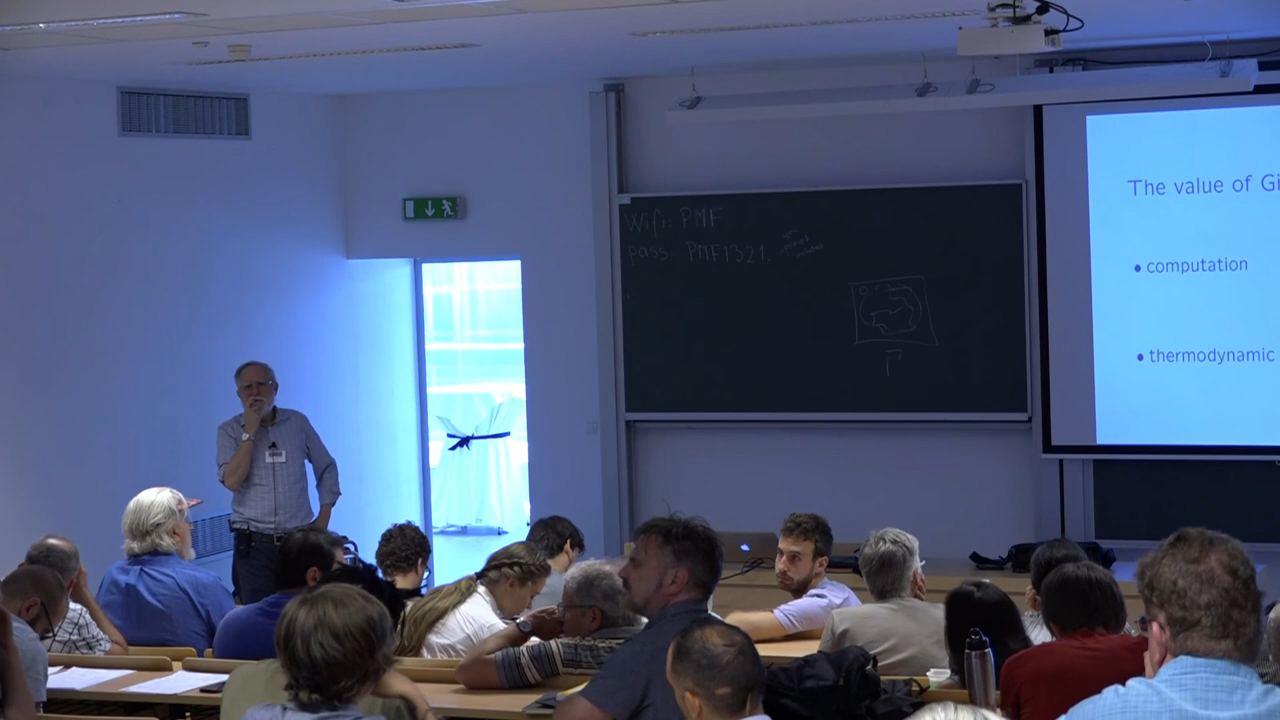 Wifi: PMF
pass: PMF1321.
Γ
The value of Gi
• computation
• thermodynamic